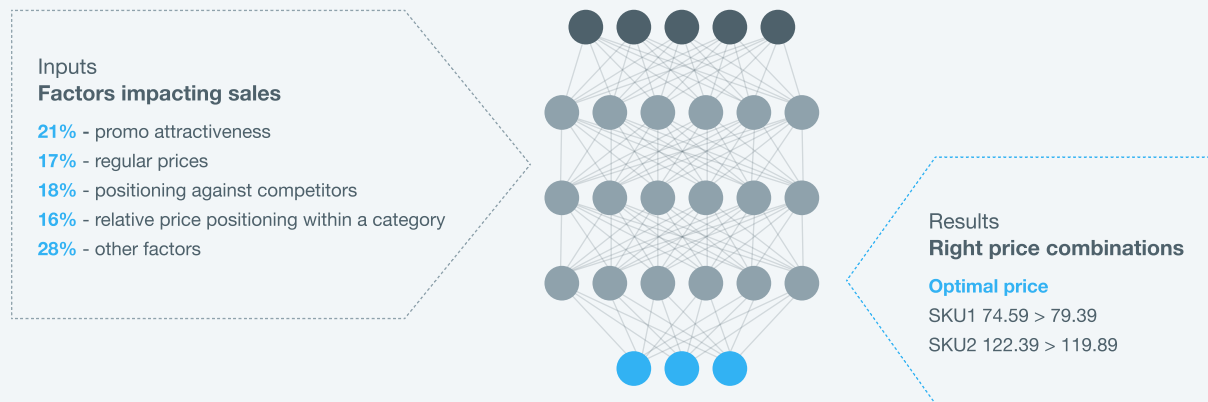 Inputs
Factors impacting sales
21% - promo attractiveness
17% - regular prices
18% - positioning against competitors
16% - relative price positioning within a category
28% - other factors
Results
Right price combinations
Optimal price
SKU1 74.59 > 79.39
SKU2 122.39 > 119.89